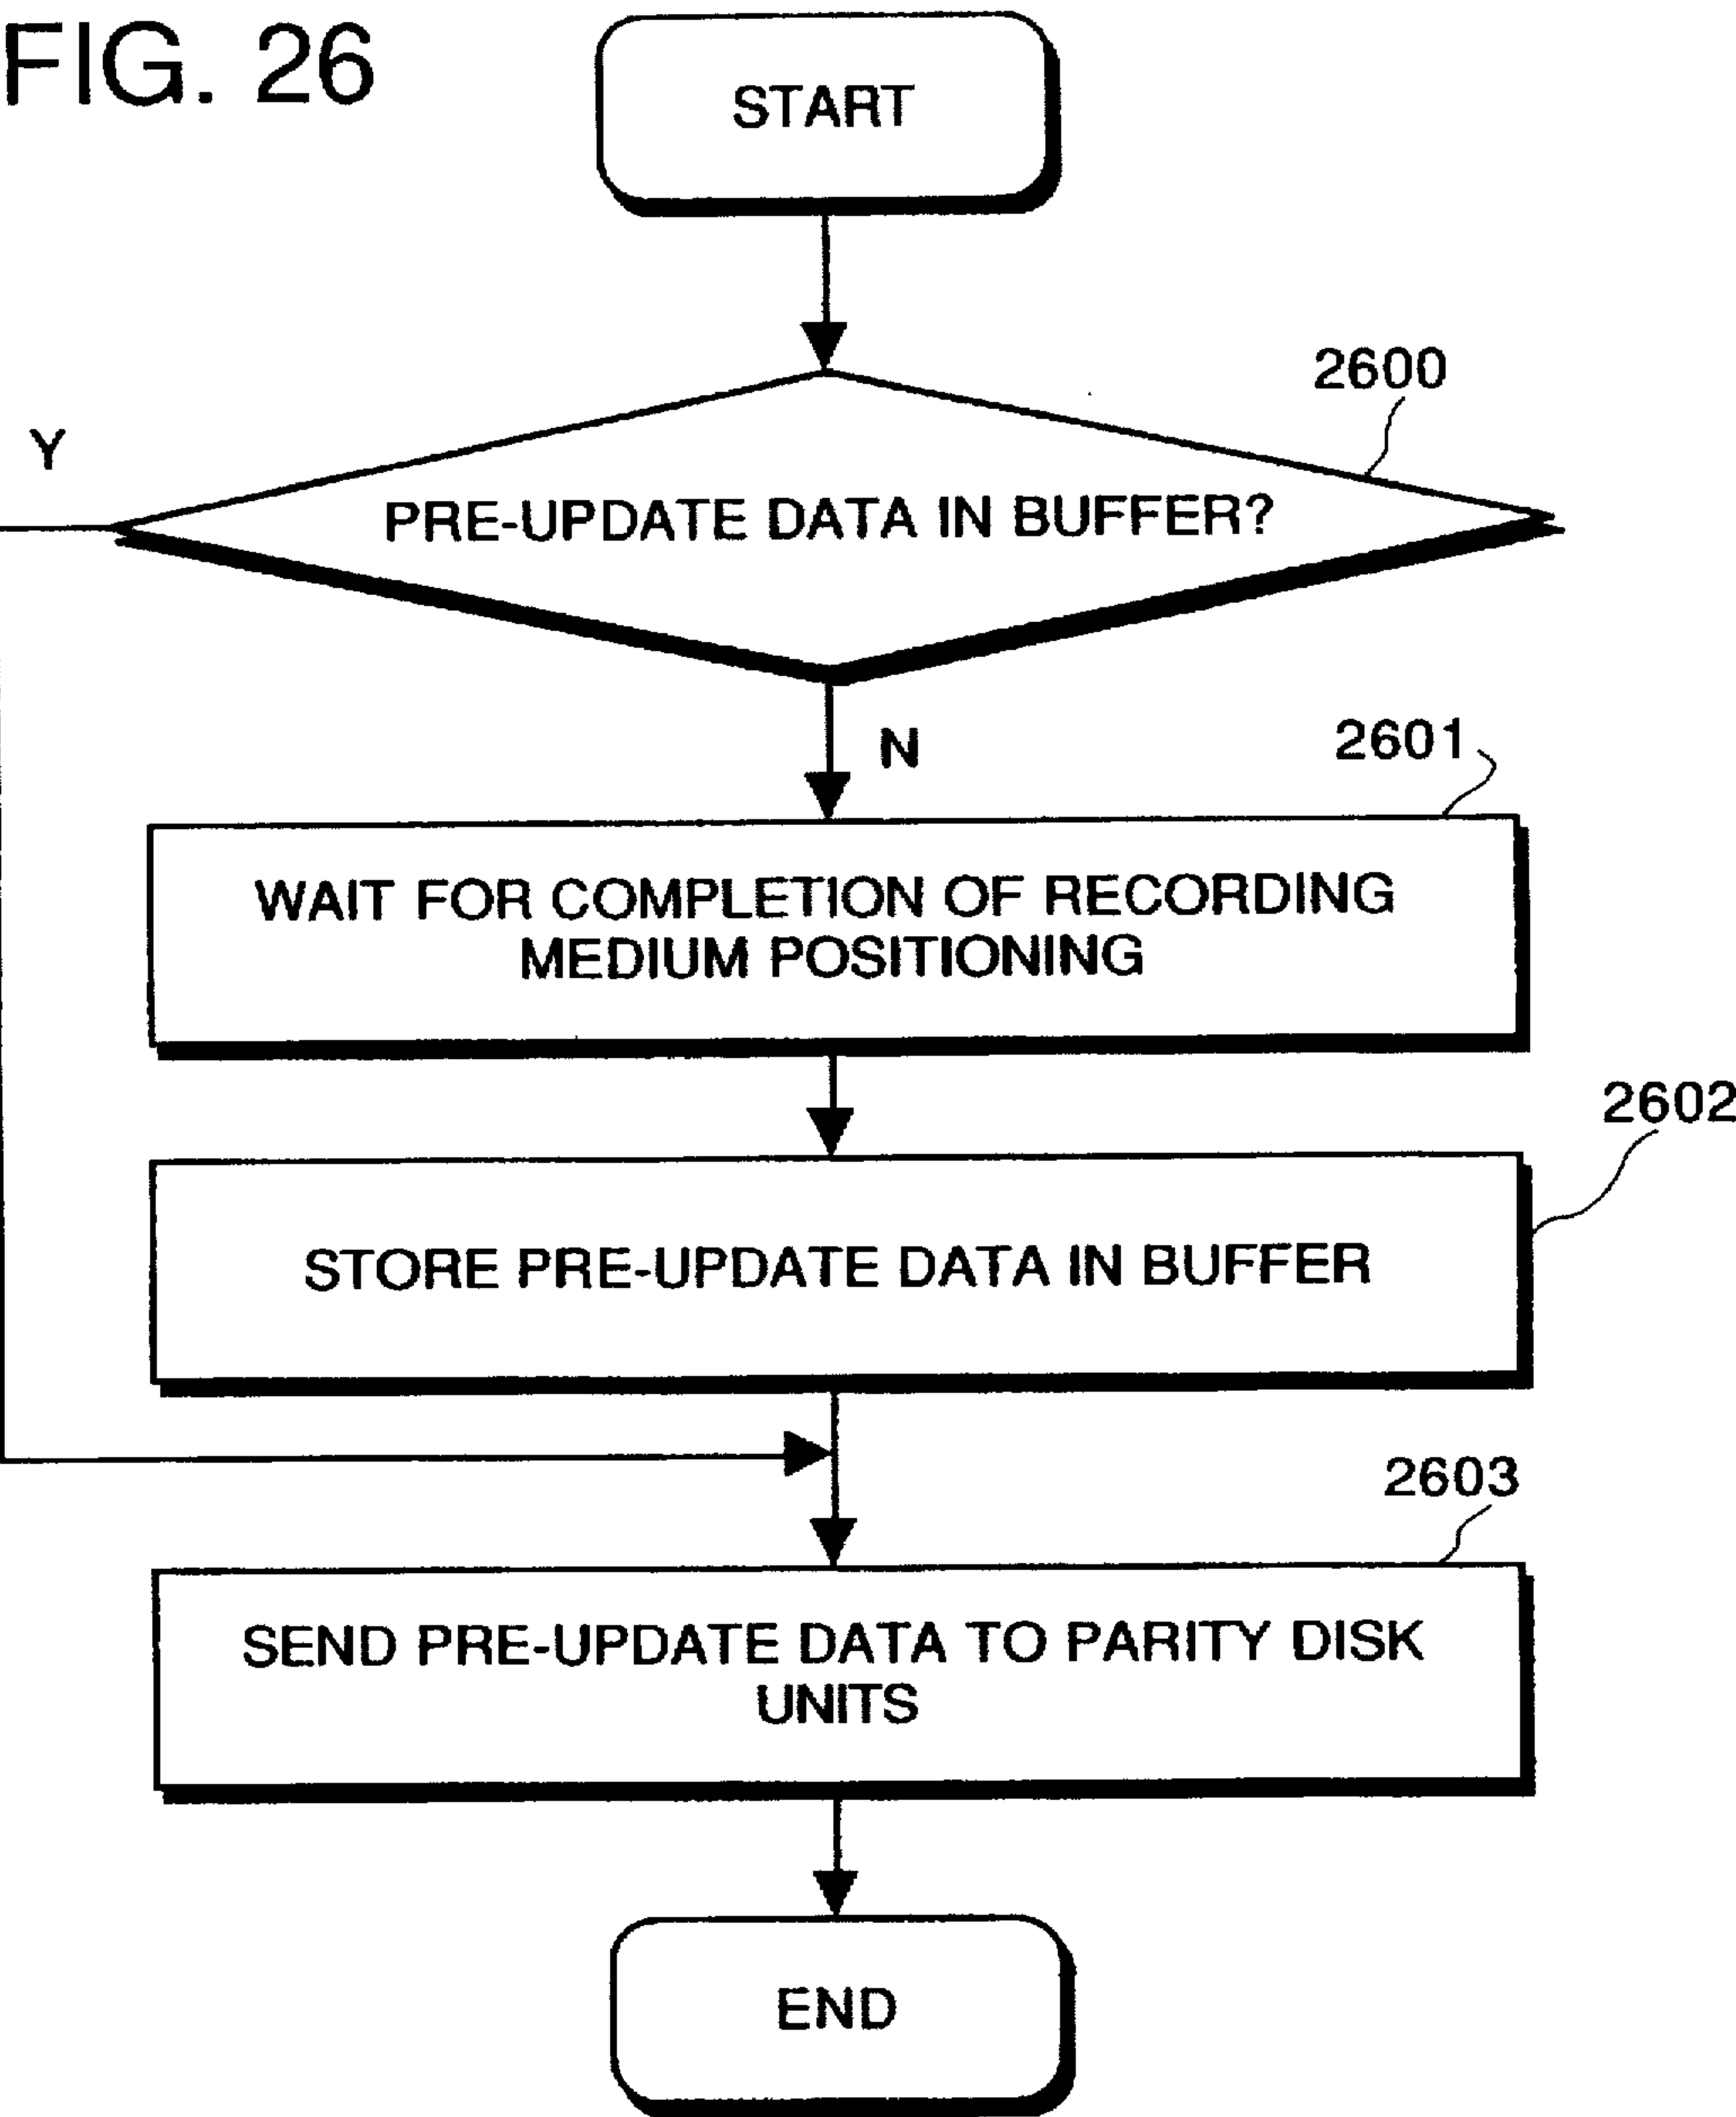 FIG. 26
START
2600
Y
PRE-UPDATE DATA IN BUFFER?
N
2601
WAIT FOR COMPLETION OF RECORDING
MEDIUM POSITIONING
2602
STORE PRE-UPDATE DATA IN BUFFER
2603
SEND PRE-UPDATE DATA TO PARITY DISK
UNITS
END